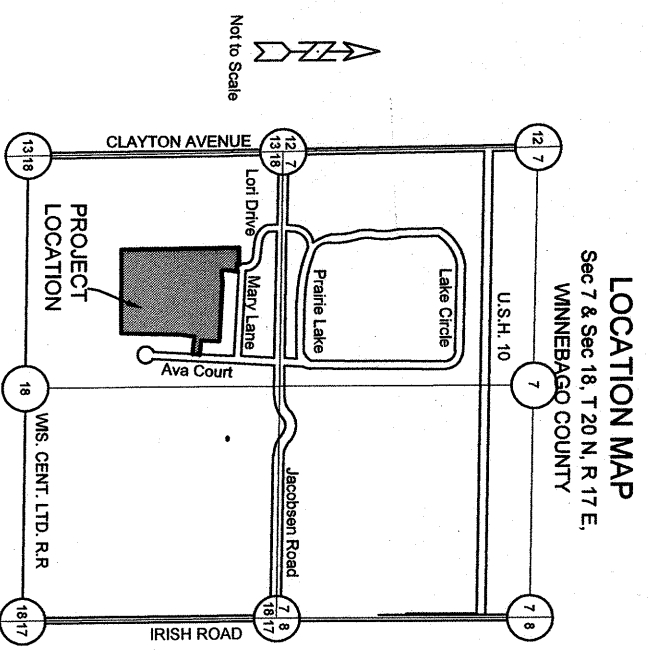 LOCATION MAP
Sec 7 & Sec 18, T 20 N, R 17 E,
WINNEBAGO COUNTY
Not to Scale
12
7
7
7
8
U.S.H. 10
Lake Circle
Prairie Lake
CLAYTON AVENUE
12 7
13 18
Lori Drive
Mary Lane
Jacobsen Road
7 8
18 17
Ava Court
PROJECT
LOCATION
IRISH ROAD
13 18
18
WIS. CENT. LTD. R.R
18 17